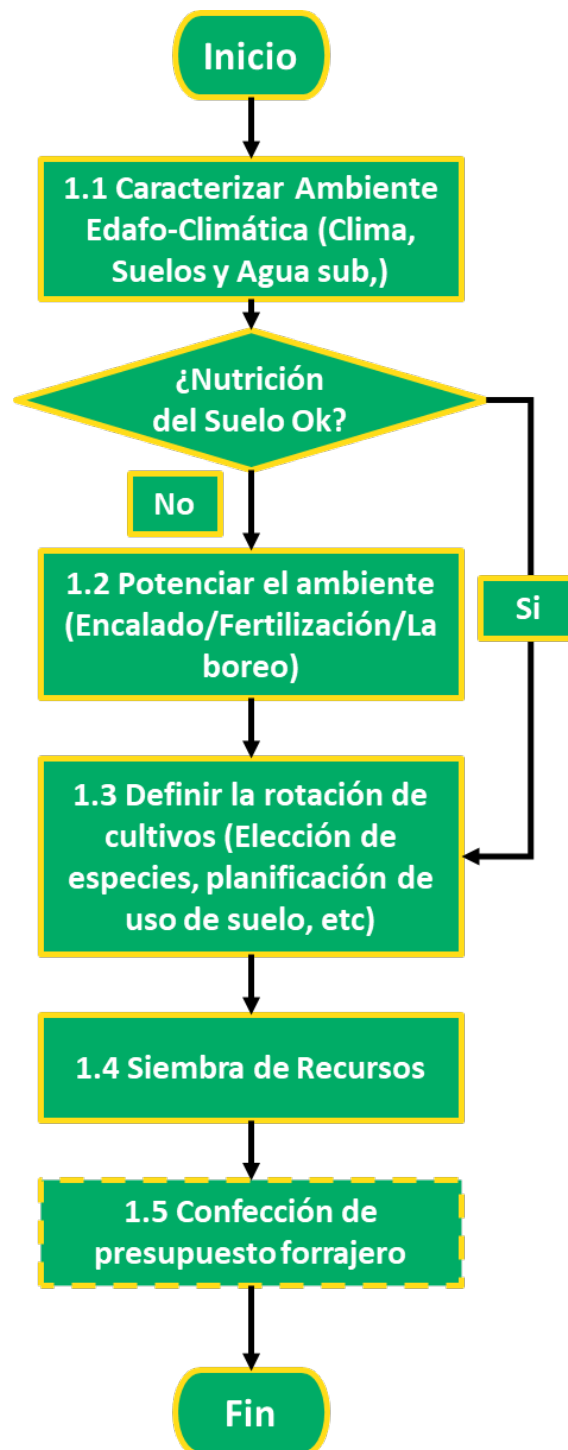 Inicio
1.1 Caracterizar Ambiente
Edafo-Climática (Clima,
Suelos y Agua sub,)
¿Nutrición
del Suelo Ok?
No
1.2 Potenciar el ambiente
(Encalado/Fertilización/La
boreo)
Si
1.3 Definir la rotación de
cultivos (Elección de
especies, planificación de
uso de suelo, etc)
1.4 Siembra de Recursos
1.5 Confección de
presupuesto forrajero
Fin